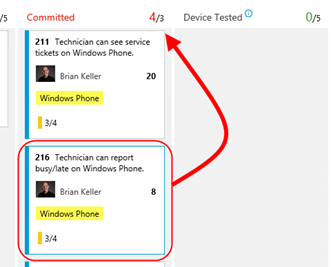 /5 Committed 4/3 Device Tested 0/5
211 Technician can see service
tickets on Windows Phone.
Brian Keller 20
Windows Phone
3/4
216 Technician can report
busy/late on Windows Phone.
Brian Keller 8
Windows Phone
3/4